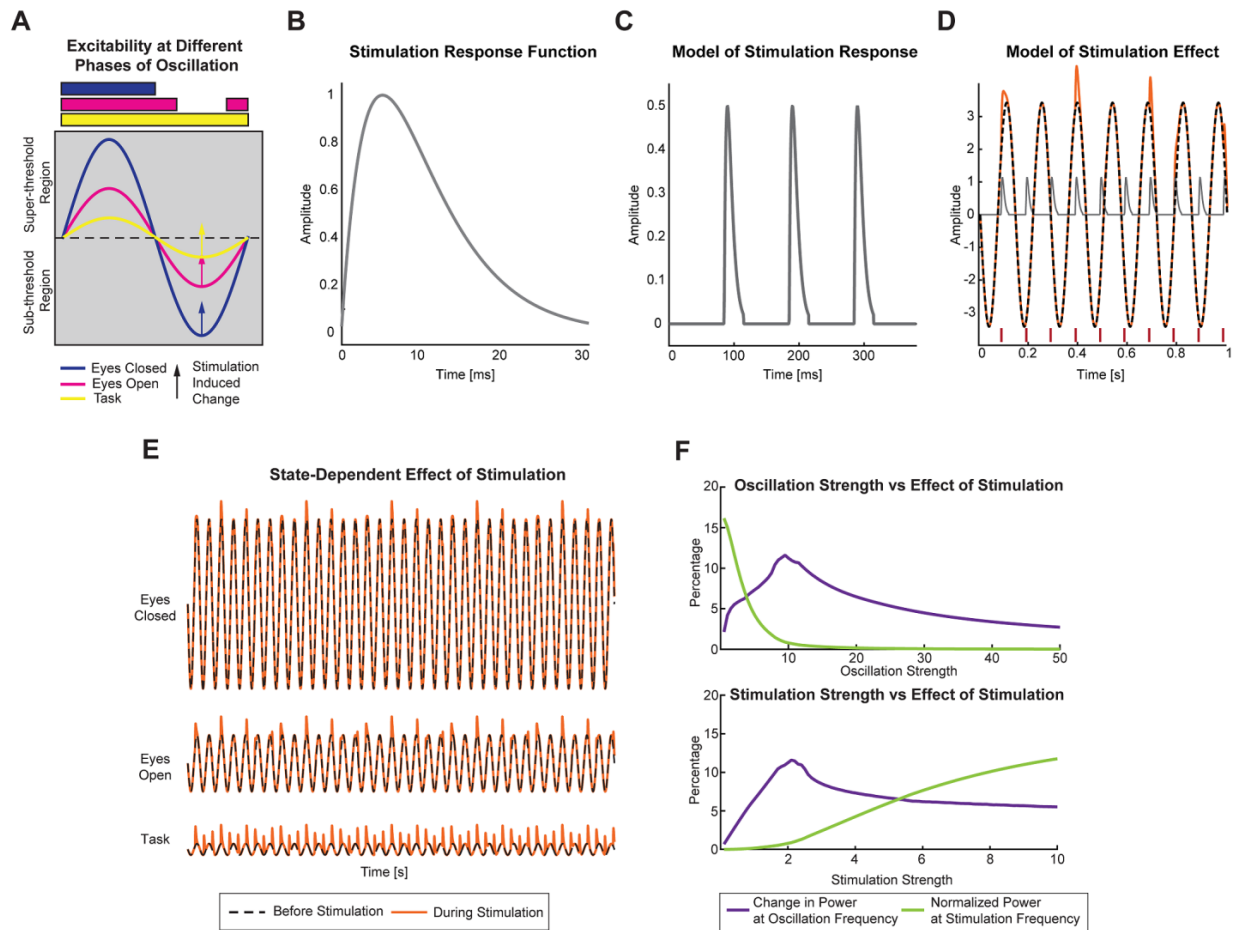 A
Excitability at Different
Phases of Oscillation
Super-threshold
Region
Sub-threshold
Region
Eyes Closed
Eyes Open
Task
Stimulation
Induced
Change
B
Stimulation Response Function
Amplitude
1
0.8
0.6
0.4
0.2
0
0 10 20 30
Time [ms]
C
Model of Stimulation Response
Amplitude
0.5
0.4
0.3
0.2
0.1
0
0 100 200 300
Time [ms]
D
Model of Stimulation Effect
Amplitude
3
2
1
0
-1
-2
-3
0 0.2 0.4 0.6 0.8 1
Time [s]
E
State-Dependent Effect of Stimulation
Eyes
Closed
Eyes
Open
Task
Time [s]
Before Stimulation During Stimulation
F
Oscillation Strength vs Effect of Stimulation
Percentage
20
15
10
5
0
10 20 30 40 50
Oscillation Strength
Stimulation Strength vs Effect of Stimulation
Percentage
20
15
10
5
0
2 4 6 8 10
Stimulation Strength
Change in Power
at Oscillation Frequency
Normalized Power
at Stimulation Frequency